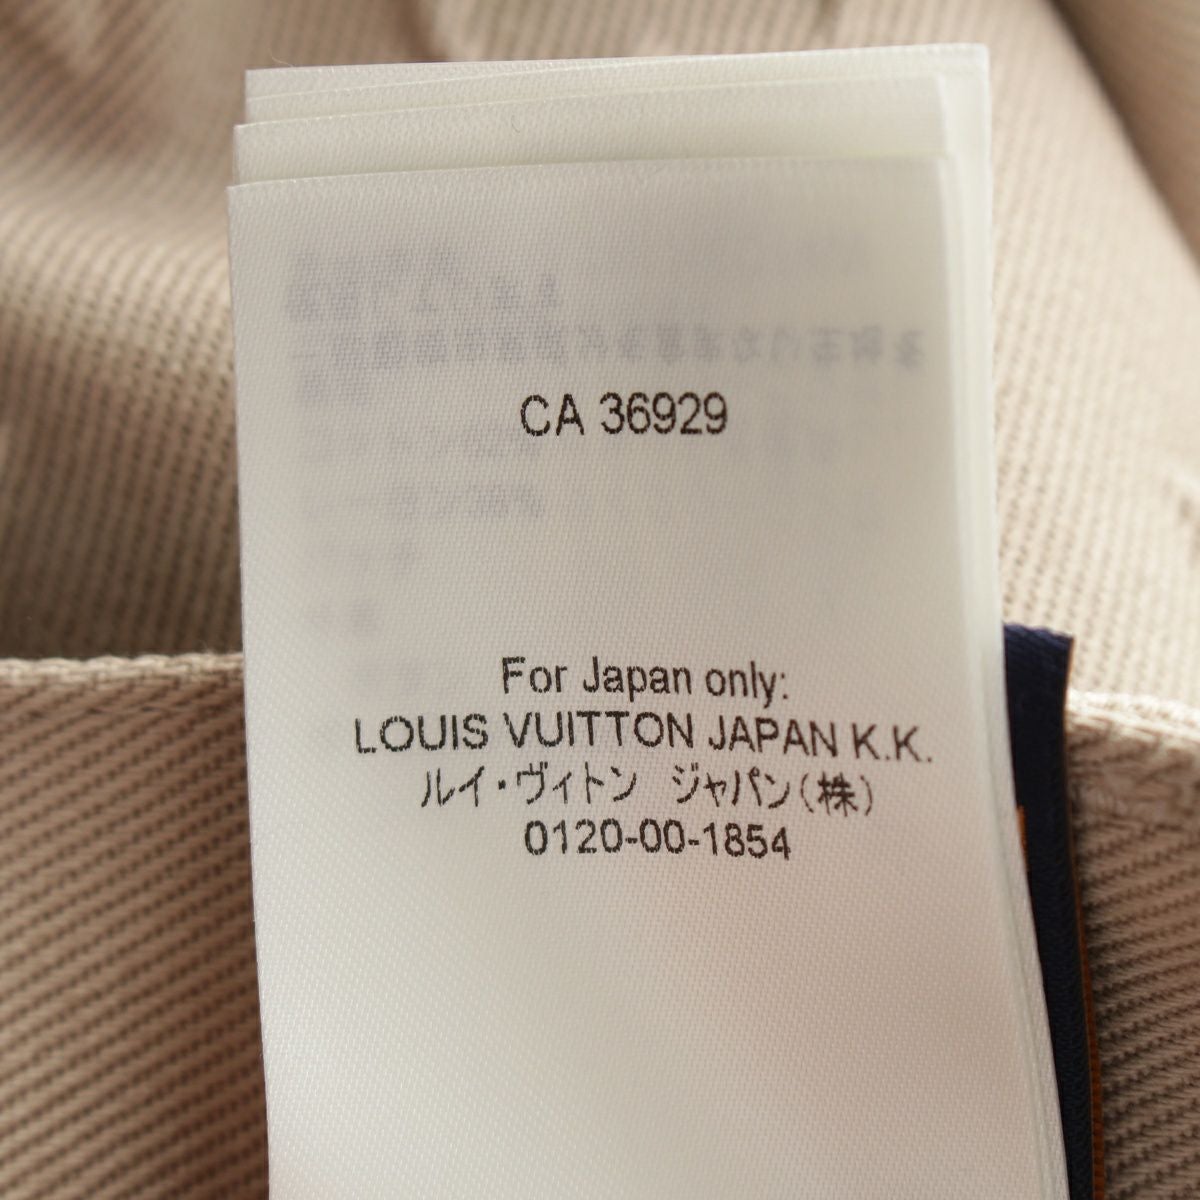 CA 36929
For Japan only:
LOUIS VUITTON JAPAN K.K.
ルイ・ヴィトン　ジャパン(株)
0120-00-1854